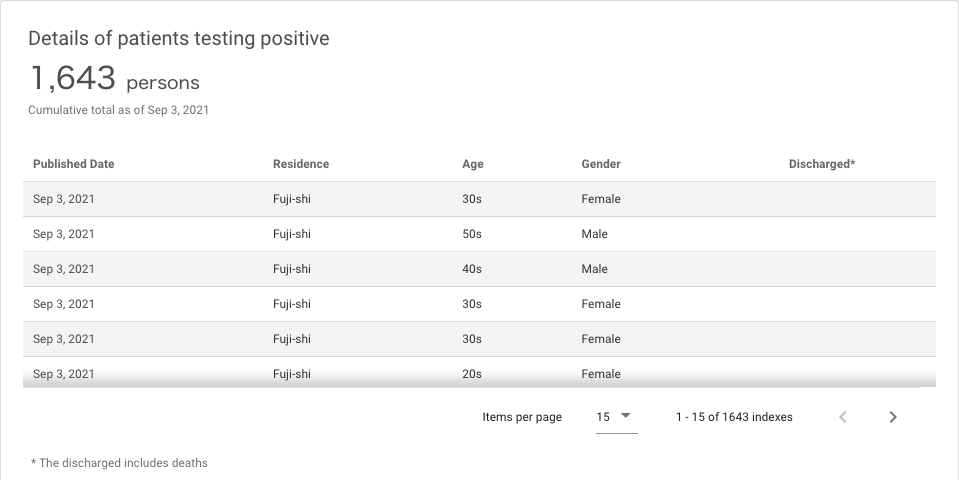 Details of patients testing positive
1,643 persons
Cumulative total as of Sep 3, 2021
Published Date Residence Age Gender Discharged*
Sep 3, 2021 Fuji-shi 30s Female
Sep 3, 2021 Fuji-shi 50s Male
Sep 3, 2021 Fuji-shi 40s Male
Sep 3, 2021 Fuji-shi 30s Female
Sep 3, 2021 Fuji-shi 30s Female
Sep 3, 2021 Fuji-shi 20s Female
Items per page 15 1 - 15 of 1643 indexes
* The discharged includes deaths